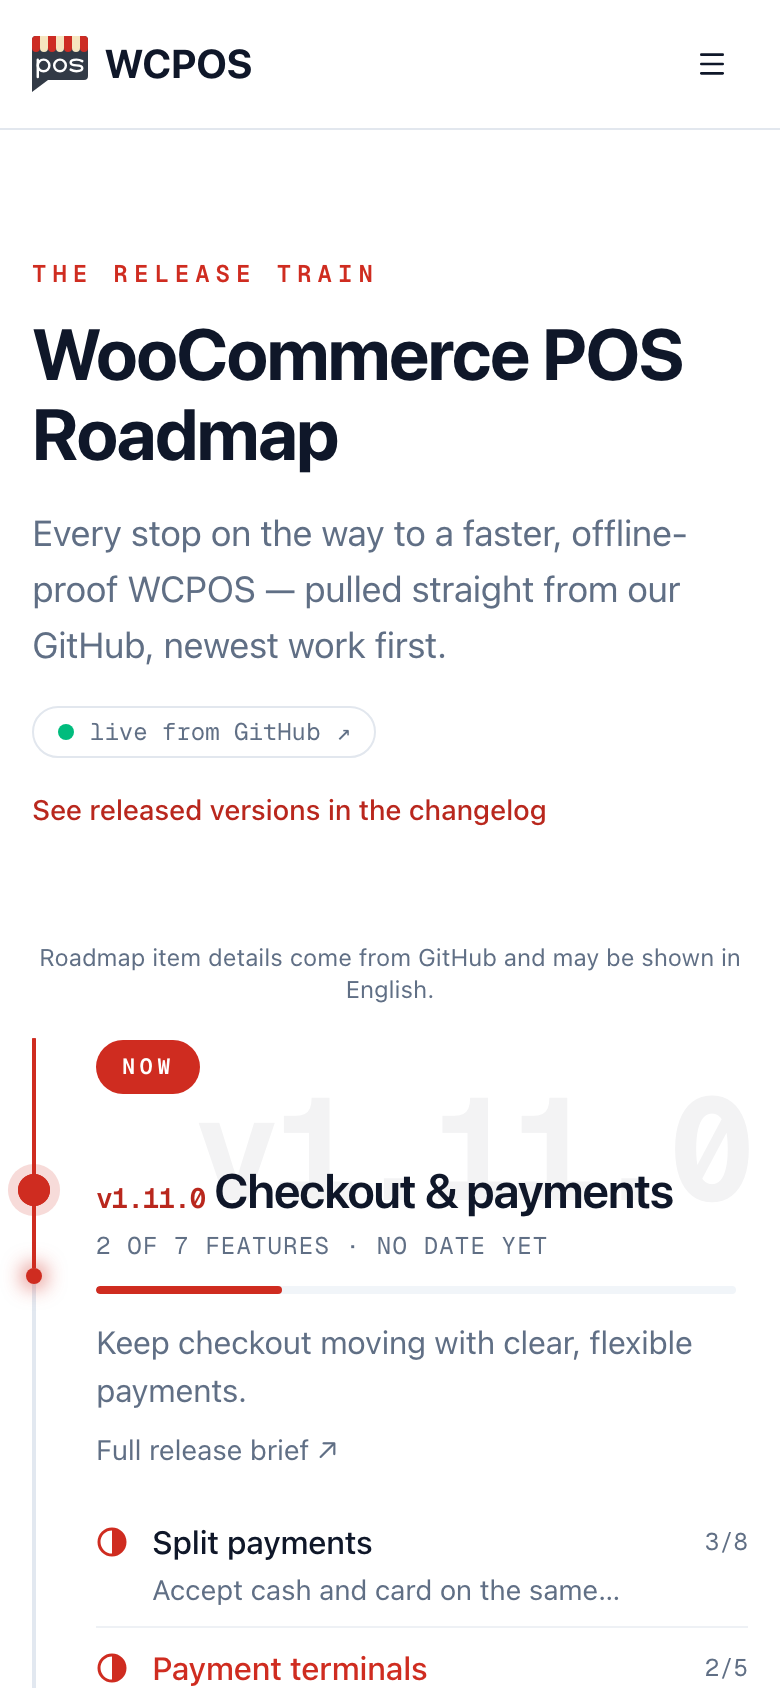 pos WCPOS
THE RELEASE TRAIN
WooCommerce POS
Roadmap
Every stop on the way to a faster, offline-
proof WCPOS — pulled straight from our
GitHub, newest work first.
live from GitHub ↗
See released versions in the changelog
Roadmap item details come from GitHub and may be shown in
English.
NOW
v1.11.0
v1.11.0 Checkout & payments
2 OF 7 FEATURES · NO DATE YET
Keep checkout moving with clear, flexible
payments.
Full release brief ↗
Split payments 3/8
Accept cash and card on the same...
Payment terminals 2/5